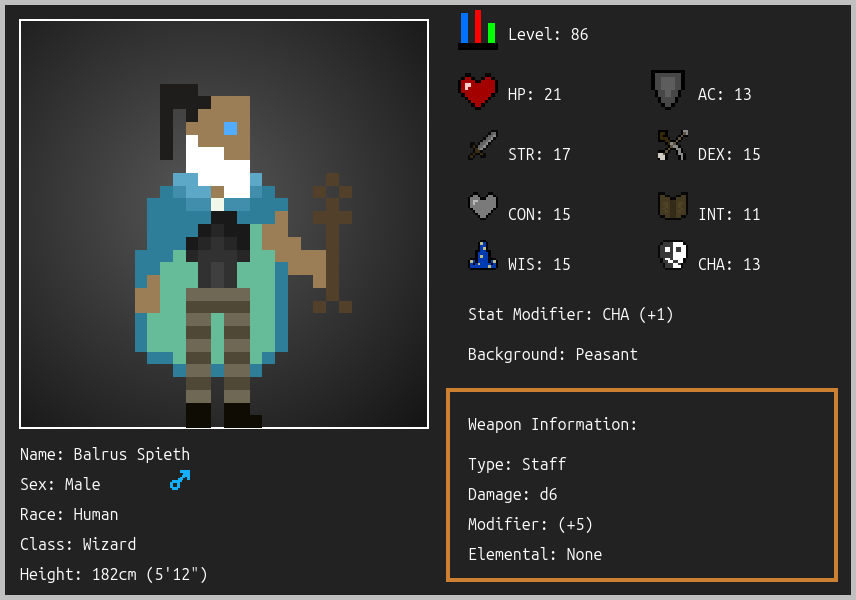 Level: 86
HP: 21
AC: 13
STR: 17
DEX: 15
CON: 15
INT: 11
WIS: 15
CHA: 13
Stat Modifier: CHA (+1)
Background: Peasant
Weapon Information:
Type: Staff
Damage: d6
Modifier: (+5)
Elemental: None
Name: Balrus Spieth
Sex: Male
Race: Human
Class: Wizard
Height: 182cm (5'12")